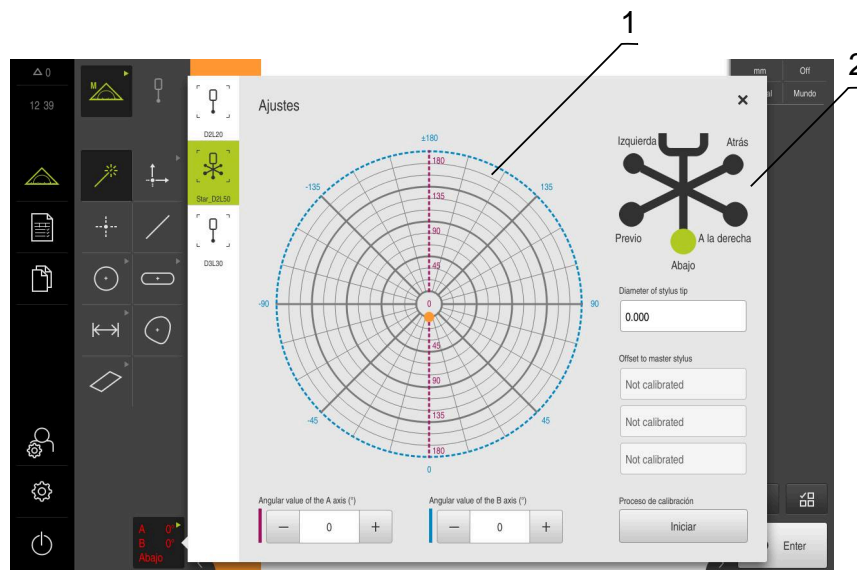 1
2
0
12 39
M
D2L20
Star_D2L50
D3L30
Ajustes
×
mm
Off
al
Mundo
±180
180
-135
135
135
90
45
-90
0
90
45
90
-45
135
45
180
0
Izquierda
Atrás
Previo
A la derecha
Abajo
Diameter of stylus tip
0.000
Offset to master stylus
Not calibrated
Not calibrated
Not calibrated
Angular value of the A axis (°)
Angular value of the B axis (°)
Proceso de calibración
− 0 +
− 0 +
Iniciar
Enter
A 0°
B 0°
Abajo